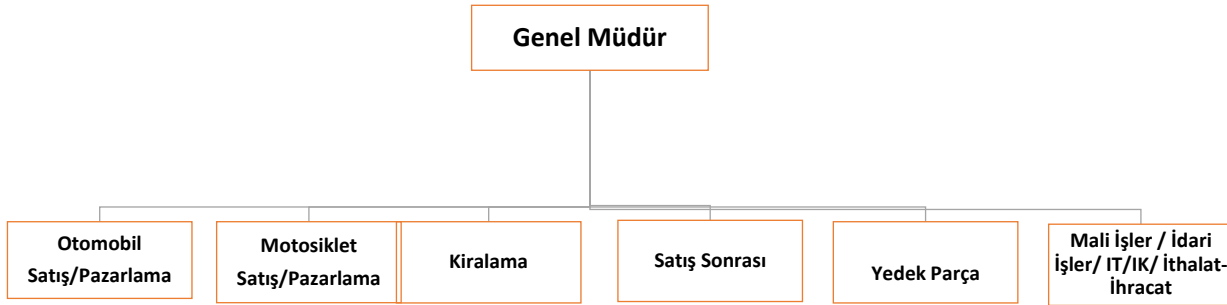 Genel Müdür
Otomobil
Satış/Pazarlama
Motosiklet
Satış/Pazarlama
Kiralama
Satış Sonrası
Yedek Parça
Mali İşler / İdari
İşler/ IT/IK/ İthalat-
İhracat